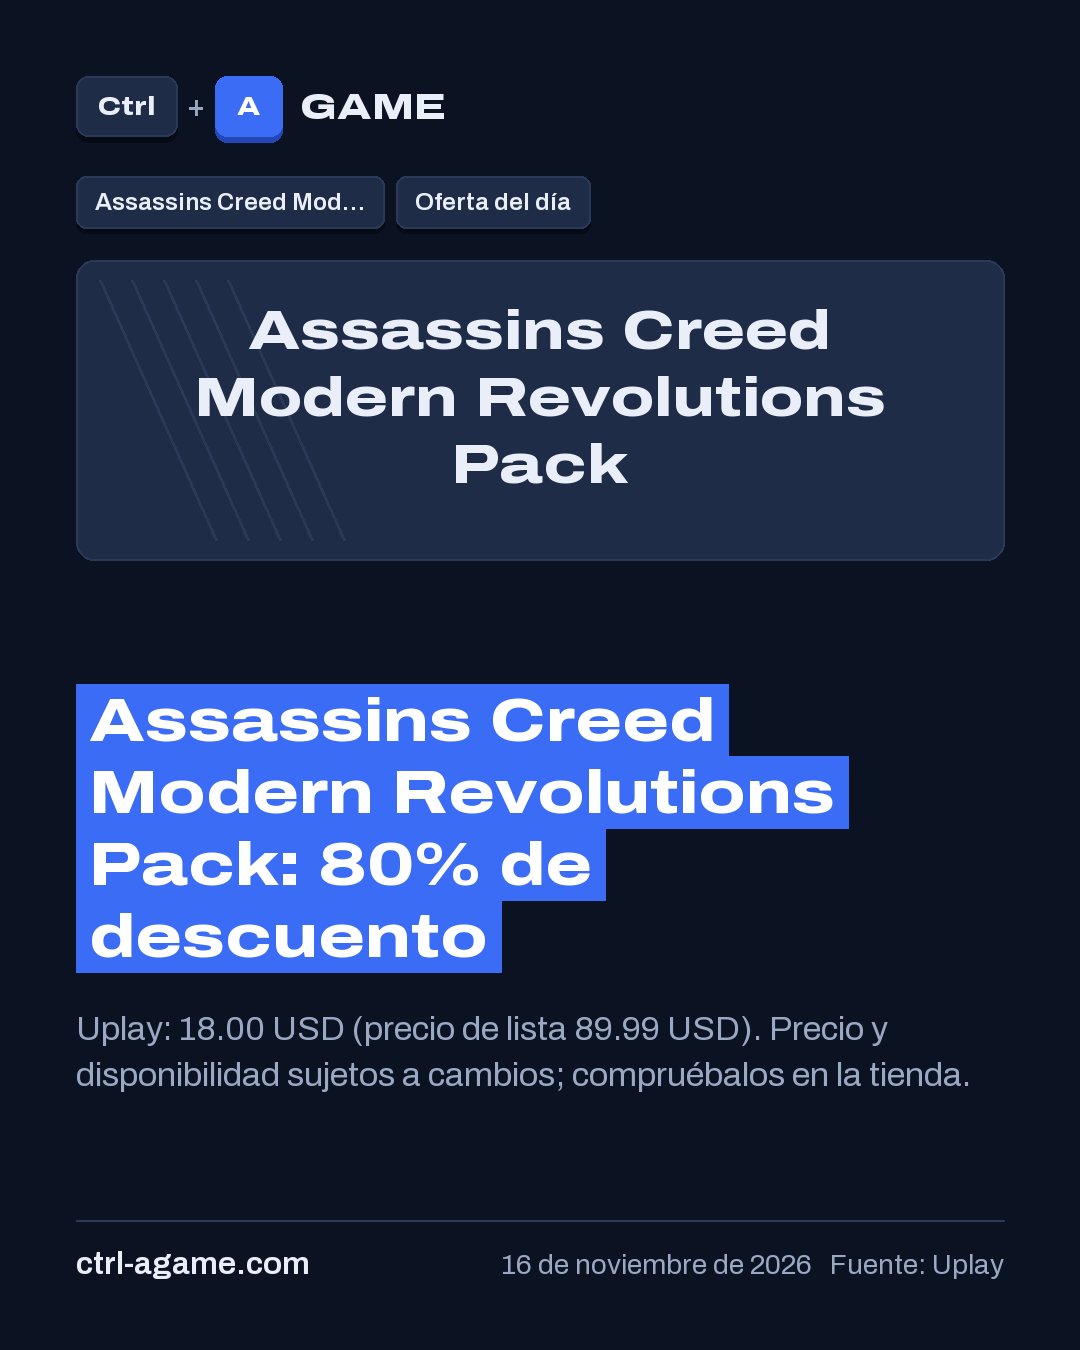 Ctrl + A GAME
Assassins Creed Mod... Oferta del día
Assassins Creed
Modern Revolutions
Pack
Assassins Creed
Modern Revolutions
Pack: 80% de
descuento
Uplay: 18.00 USD (precio de lista 89.99 USD). Precio y
disponibilidad sujetos a cambios; compruébalos en la tienda.
ctrl-agame.com 16 de noviembre de 2026 Fuente: Uplay